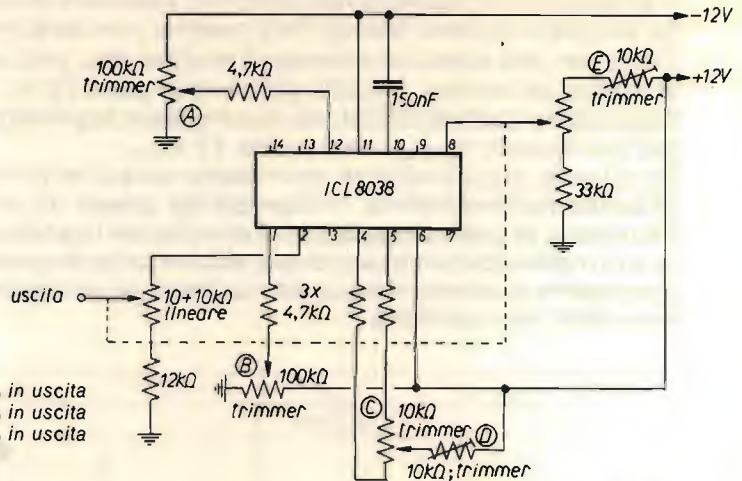 -12V
100kΩ
trimmer
A
4,7kΩ
150nF
E
10kΩ
trimmer
+12V
14 13 12 11 10 9 8
ICL8038
1 2 3 4 5 6 7
33kΩ
uscita
10+10kΩ
lineare
3x
4,7kΩ
12kΩ
B
100kΩ
trimmer
C
10kΩ
trimmer
D
10kΩ; trimmer
in uscita
in uscita
in uscita